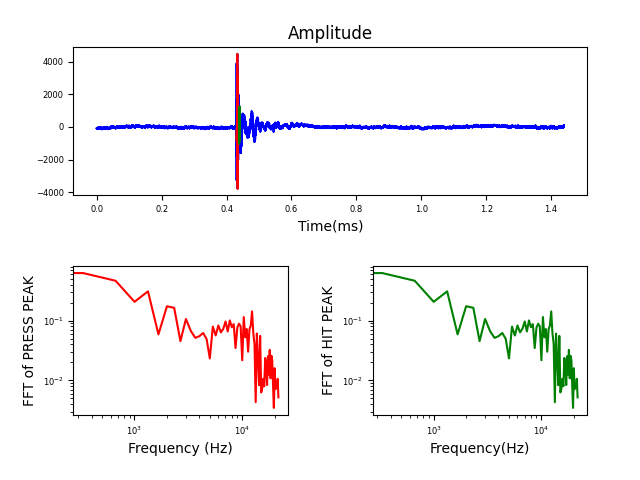 Amplitude
4000
2000
0
−2000
−4000
0.0 0.2 0.4 0.6 0.8 1.0 1.2 1.4
Time(ms)
FFT of PRESS PEAK
10⁻¹
10⁻²
10³ 10⁴
Frequency (Hz)
FFT of HIT PEAK
10⁻¹
10⁻²
10³ 10⁴
Frequency(Hz)